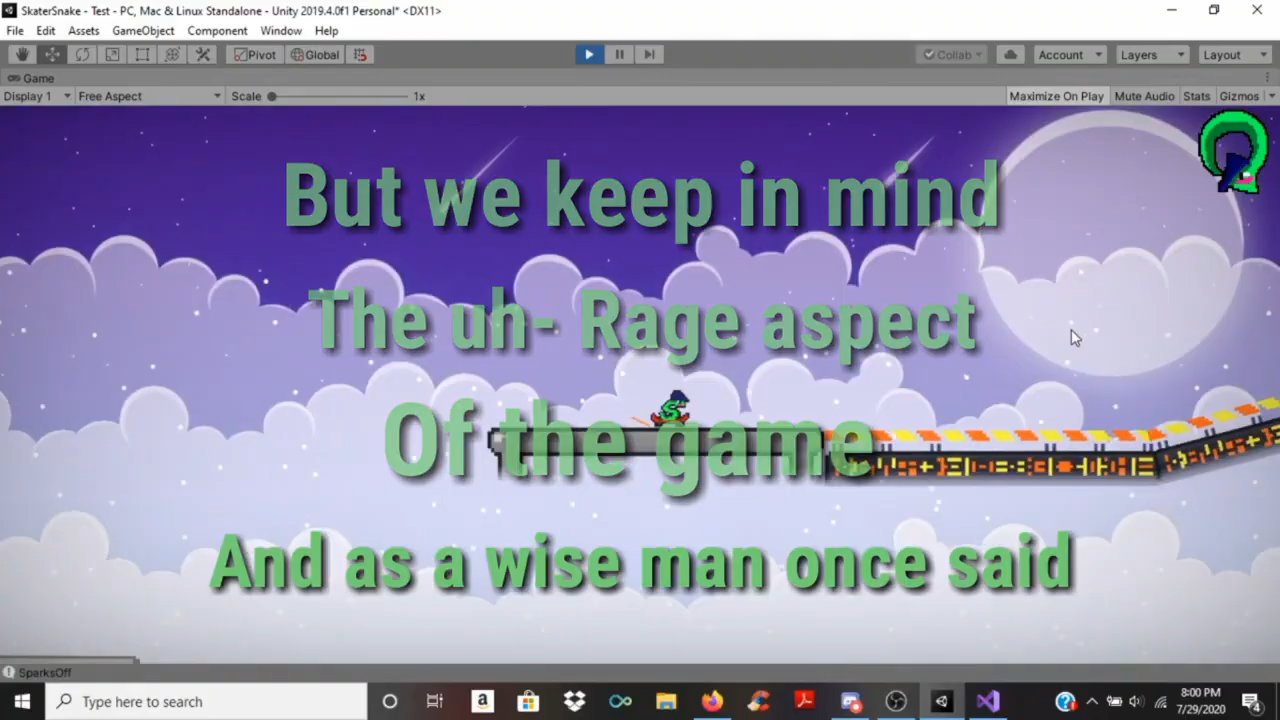 SkaterSnake - Test - PC, Mac & Linux Standalone - Unity 2019.4.0f1 Personal* <DX11>
File Edit Assets GameObject Component Window Help
Pivot Global Collab Account Layers Layout
Game
Display 1 Free Aspect Scale 1x Maximize On Play Mute Audio Stats Gizmos
But we keep in mind
The uh- Rage aspect
Of the game
And as a wise man once said
SparksOff
Type here to search
8:00 PM
7/29/2020
4